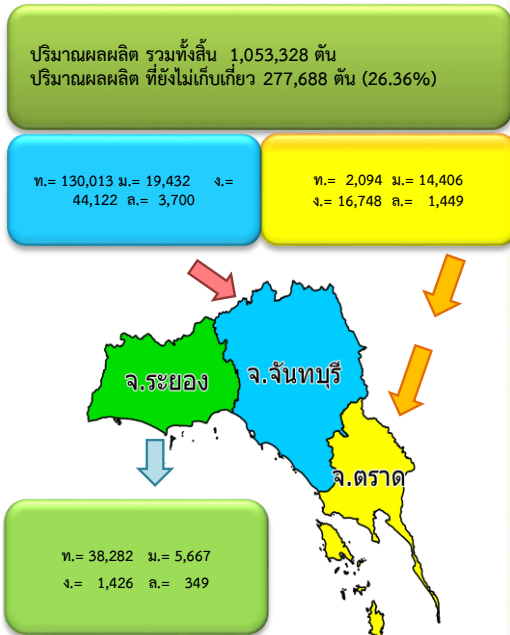 ปริมาณผลผลิต รวมทั้งสิ้น 1,053,328 ตัน
ปริมาณผลผลิต ที่ยังไม่เก็บเกี่ยว 277,688 ตัน (26.36%)
ท.= 130,013 ม.= 19,432 ง.=
44,122 ล.= 3,700
ท.= 2,094 ม.= 14,406
ง.= 16,748 ล.= 1,449
จ.ระยอง
จ.จันทบุรี
จ.ตราด
ท.= 38,282 ม.= 5,667
ง.= 1,426 ล.= 349